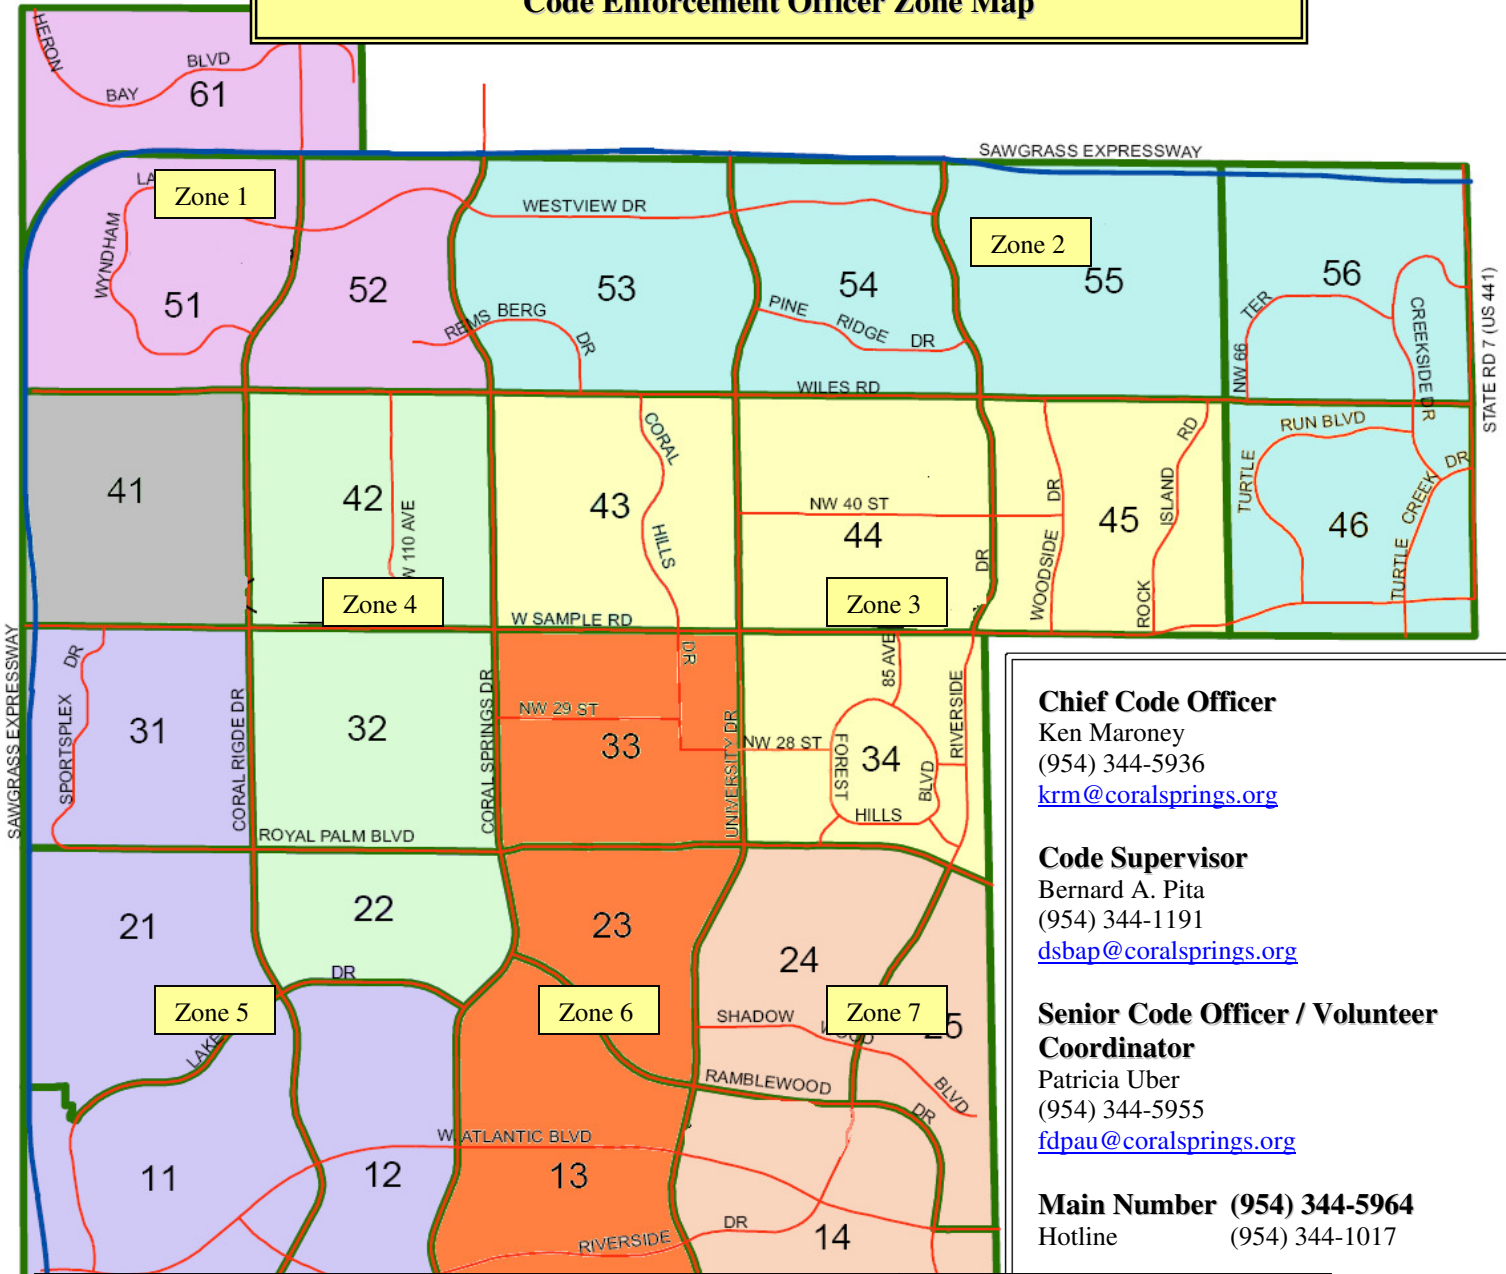 Code Enforcement Officer Zone Map
HERON
BAY
BLVD
61
SAWGRASS EXPRESSWAY
Zone 1
WYNDHAM
51
52
WESTVIEW DR
53
REMS BERG
DR
54
PINE
RIDGE
DR
Zone 2
55
56
NW 66
TER
CREEKSIDE DR
STATE RD 7 (US 441)
WILES RD
41
42
110 AVE
43
CORAL
HILLS
DR
NW 40 ST
44
DR
WOODSIDE
DR
45
ROCK
ISLAND
RD
TURTLE
RUN BLVD
46
TURTLE
CREEK
DR
Zone 4
Zone 3
W SAMPLE RD
SAWGRASS EXPRESSWAY
SPORTSPLEX
DR
31
CORAL RIGDE DR
32
CORAL SPRINGS DR
NW 29 ST
33
UNIVERSITY DR
NW 28 ST
85 AVE
FOREST
34
HILLS
BLVD
RIVERSIDE
ROYAL PALM BLVD
21
22
23
24
DR
Zone 5
LAKE
Zone 6
SHADOW
WOOD
BLVD
Zone 7
25
RAMBLEWOOD
DR
W. ATLANTIC BLVD
11
12
13
14
RIVERSIDE
DR
Chief Code Officer
Ken Maroney
(954) 344-5936
krm@coralsprings.org
Code Supervisor
Bernard A. Pita
(954) 344-1191
dsbap@coralsprings.org
Senior Code Officer / Volunteer
Coordinator
Patricia Uber
(954) 344-5955
fdpau@coralsprings.org
Main Number (954) 344-5964
Hotline (954) 344-1017